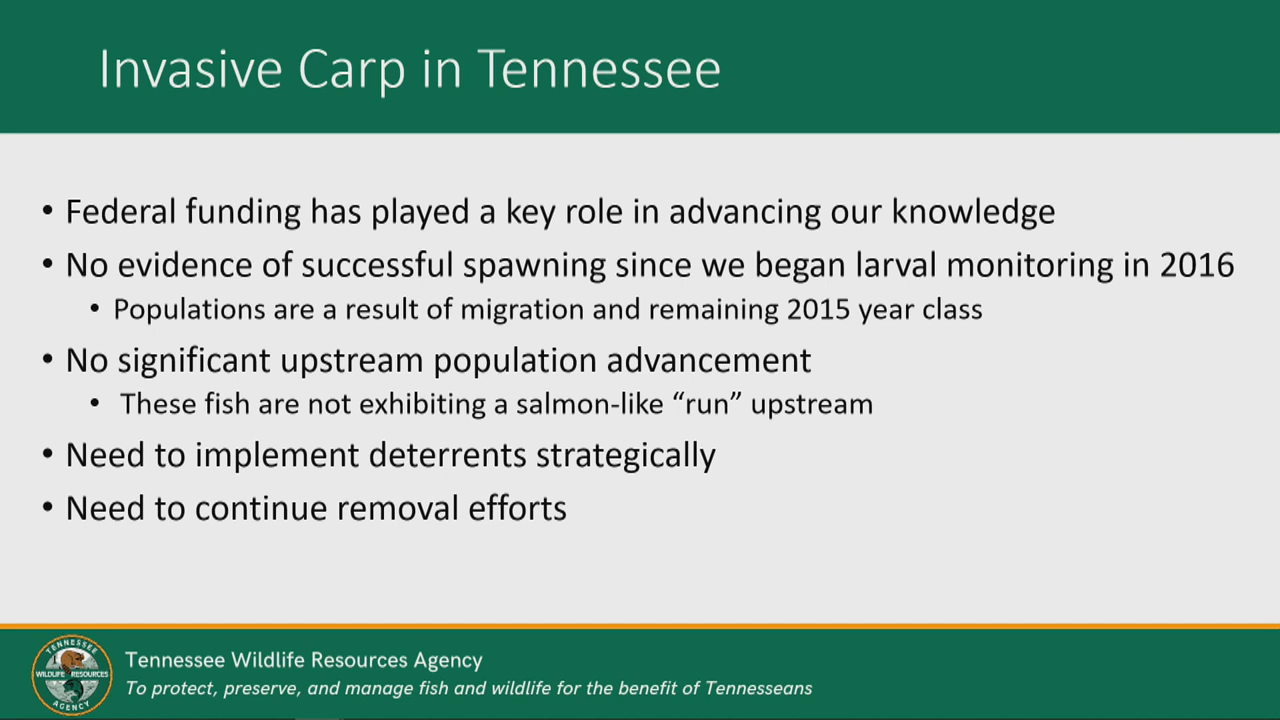 Invasive Carp in Tennessee
• Federal funding has played a key role in advancing our knowledge
• No evidence of successful spawning since we began larval monitoring in 2016
• Populations are a result of migration and remaining 2015 year class
• No significant upstream population advancement
• These fish are not exhibiting a salmon-like “run” upstream
• Need to implement deterrents strategically
• Need to continue removal efforts
TENNESSEE
WILDLIFE RESOURCES
AGENCY
Tennessee Wildlife Resources Agency
To protect, preserve, and manage fish and wildlife for the benefit of Tennesseans